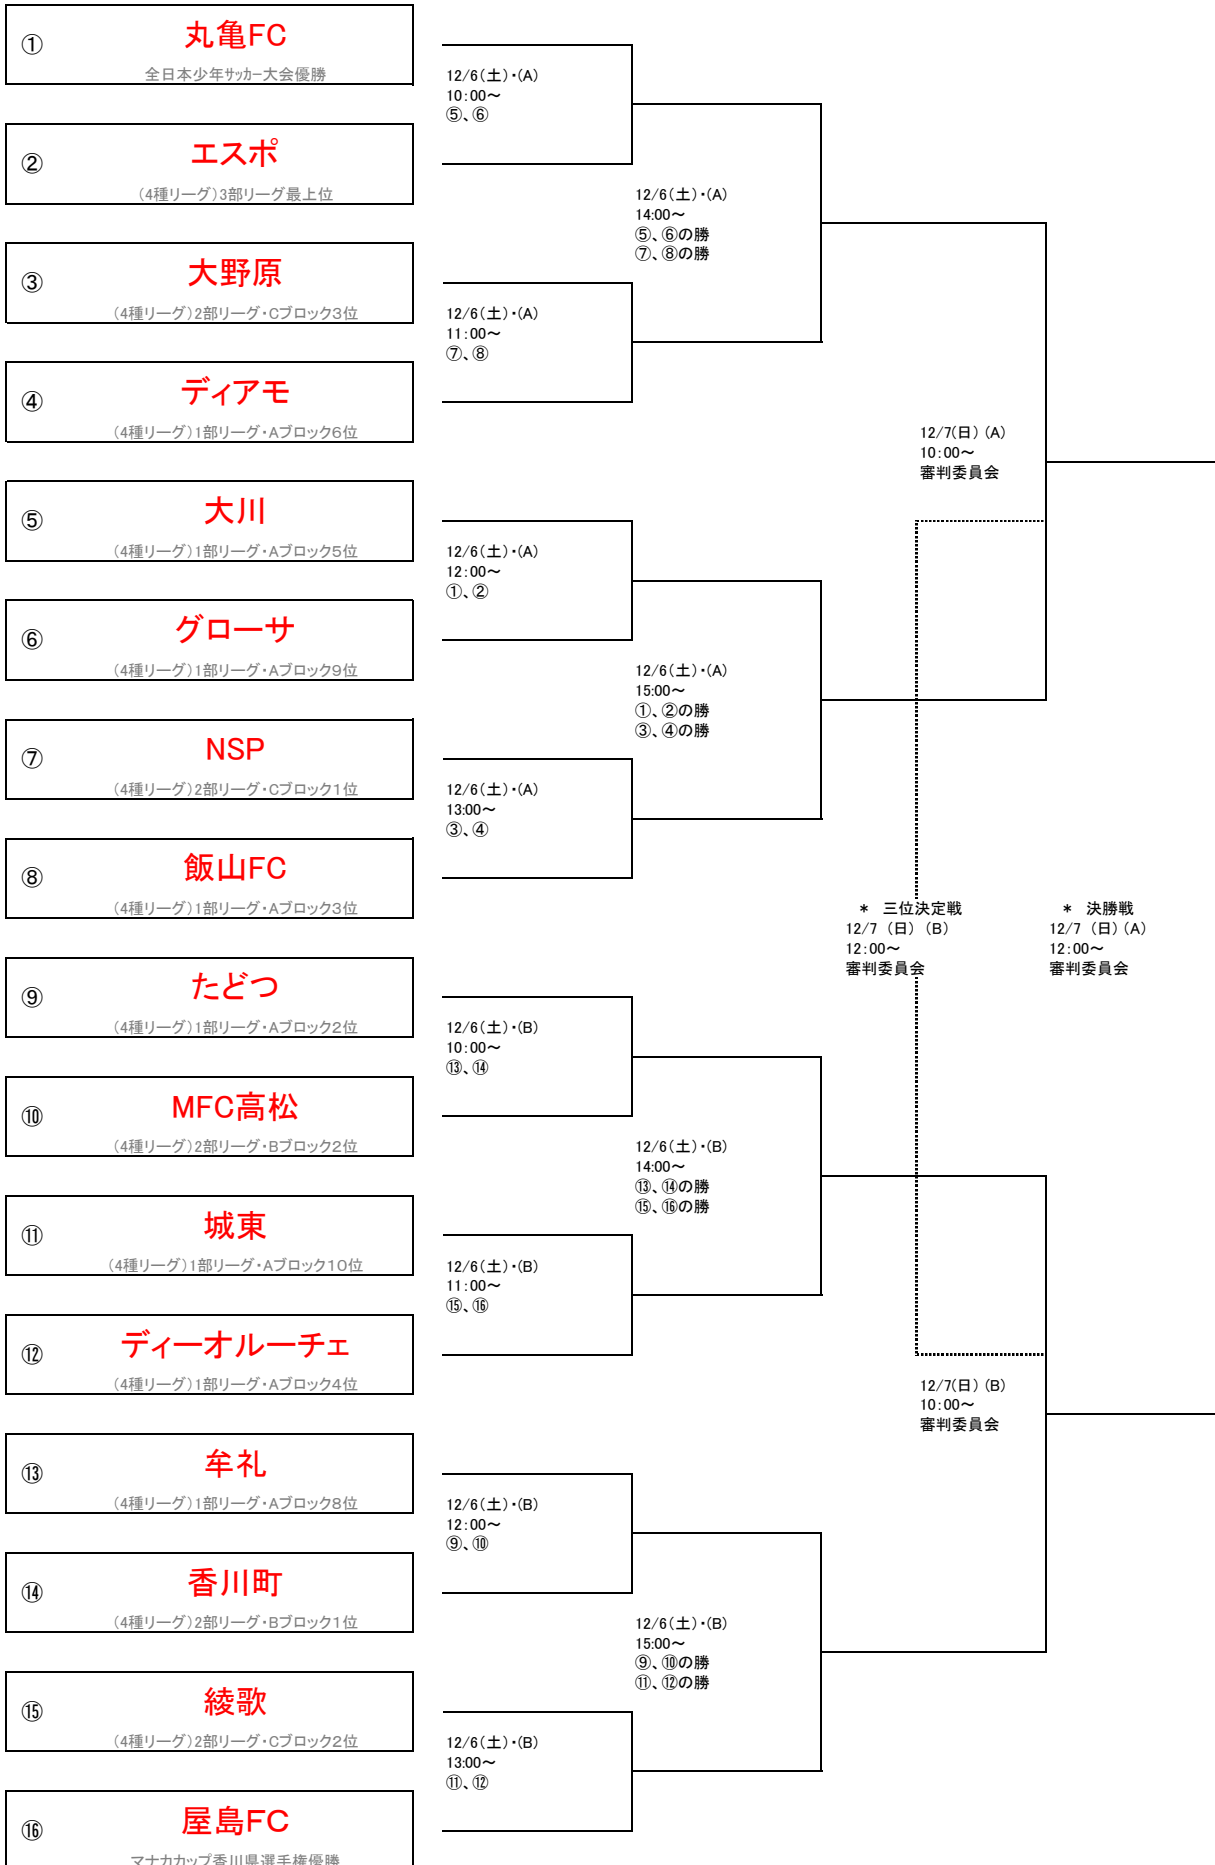 ① 丸亀FC
全日本少年サッカー大会優勝
② エスポ
（4種リーグ）3部リーグ最上位
③ 大野原
（4種リーグ）2部リーグ・Cブロック3位
④ ディアモ
（4種リーグ）1部リーグ・Aブロック6位
⑤ 大川
（4種リーグ）1部リーグ・Aブロック5位
⑥ グローサ
（4種リーグ）1部リーグ・Aブロック9位
⑦ NSP
（4種リーグ）2部リーグ・Cブロック1位
⑧ 飯山FC
（4種リーグ）1部リーグ・Aブロック3位
⑨ たどつ
（4種リーグ）1部リーグ・Aブロック2位
⑩ MFC高松
（4種リーグ）2部リーグ・Bブロック2位
⑪ 城東
（4種リーグ）1部リーグ・Aブロック10位
⑫ ディーオルーチェ
（4種リーグ）1部リーグ・Aブロック4位
⑬ 牟礼
（4種リーグ）1部リーグ・Aブロック8位
⑭ 香川町
（4種リーグ）2部リーグ・Bブロック1位
⑮ 綾歌
（4種リーグ）2部リーグ・Cブロック2位
⑯ 屋島FC
マナカカップ香川県選手権優勝
12/6（土）・(A)
10：00～
⑤、⑥
12/6（土）・(A)
11：00～
⑦、⑧
12/6（土）・(A)
12：00～
①、②
12/6（土）・(A)
13:00～
③、④
12/6（土）・(B)
10：00～
⑬、⑭
12/6（土）・(B)
11：00～
⑮、⑯
12/6（土）・(B)
12：00～
⑨、⑩
12/6（土）・(B)
13:00～
⑪、⑫
12/6（土）・(A)
14:00～
⑤、⑥の勝
⑦、⑧の勝
12/6（土）・(A)
15:00～
①、②の勝
③、④の勝
12/6（土）・(B)
14:00～
⑬、⑭の勝
⑮、⑯の勝
12/6（土）・(B)
15:00～
⑨、⑩の勝
⑪、⑫の勝
12/7(日) (A)
10：00～
審判委員会
＊ 三位決定戦
12/7 （日） (B)
12：00～
審判委員会
12/7(日) (B)
10：00～
審判委員会
＊ 決勝戦
12/7 （日） (A)
12：00～
審判委員会